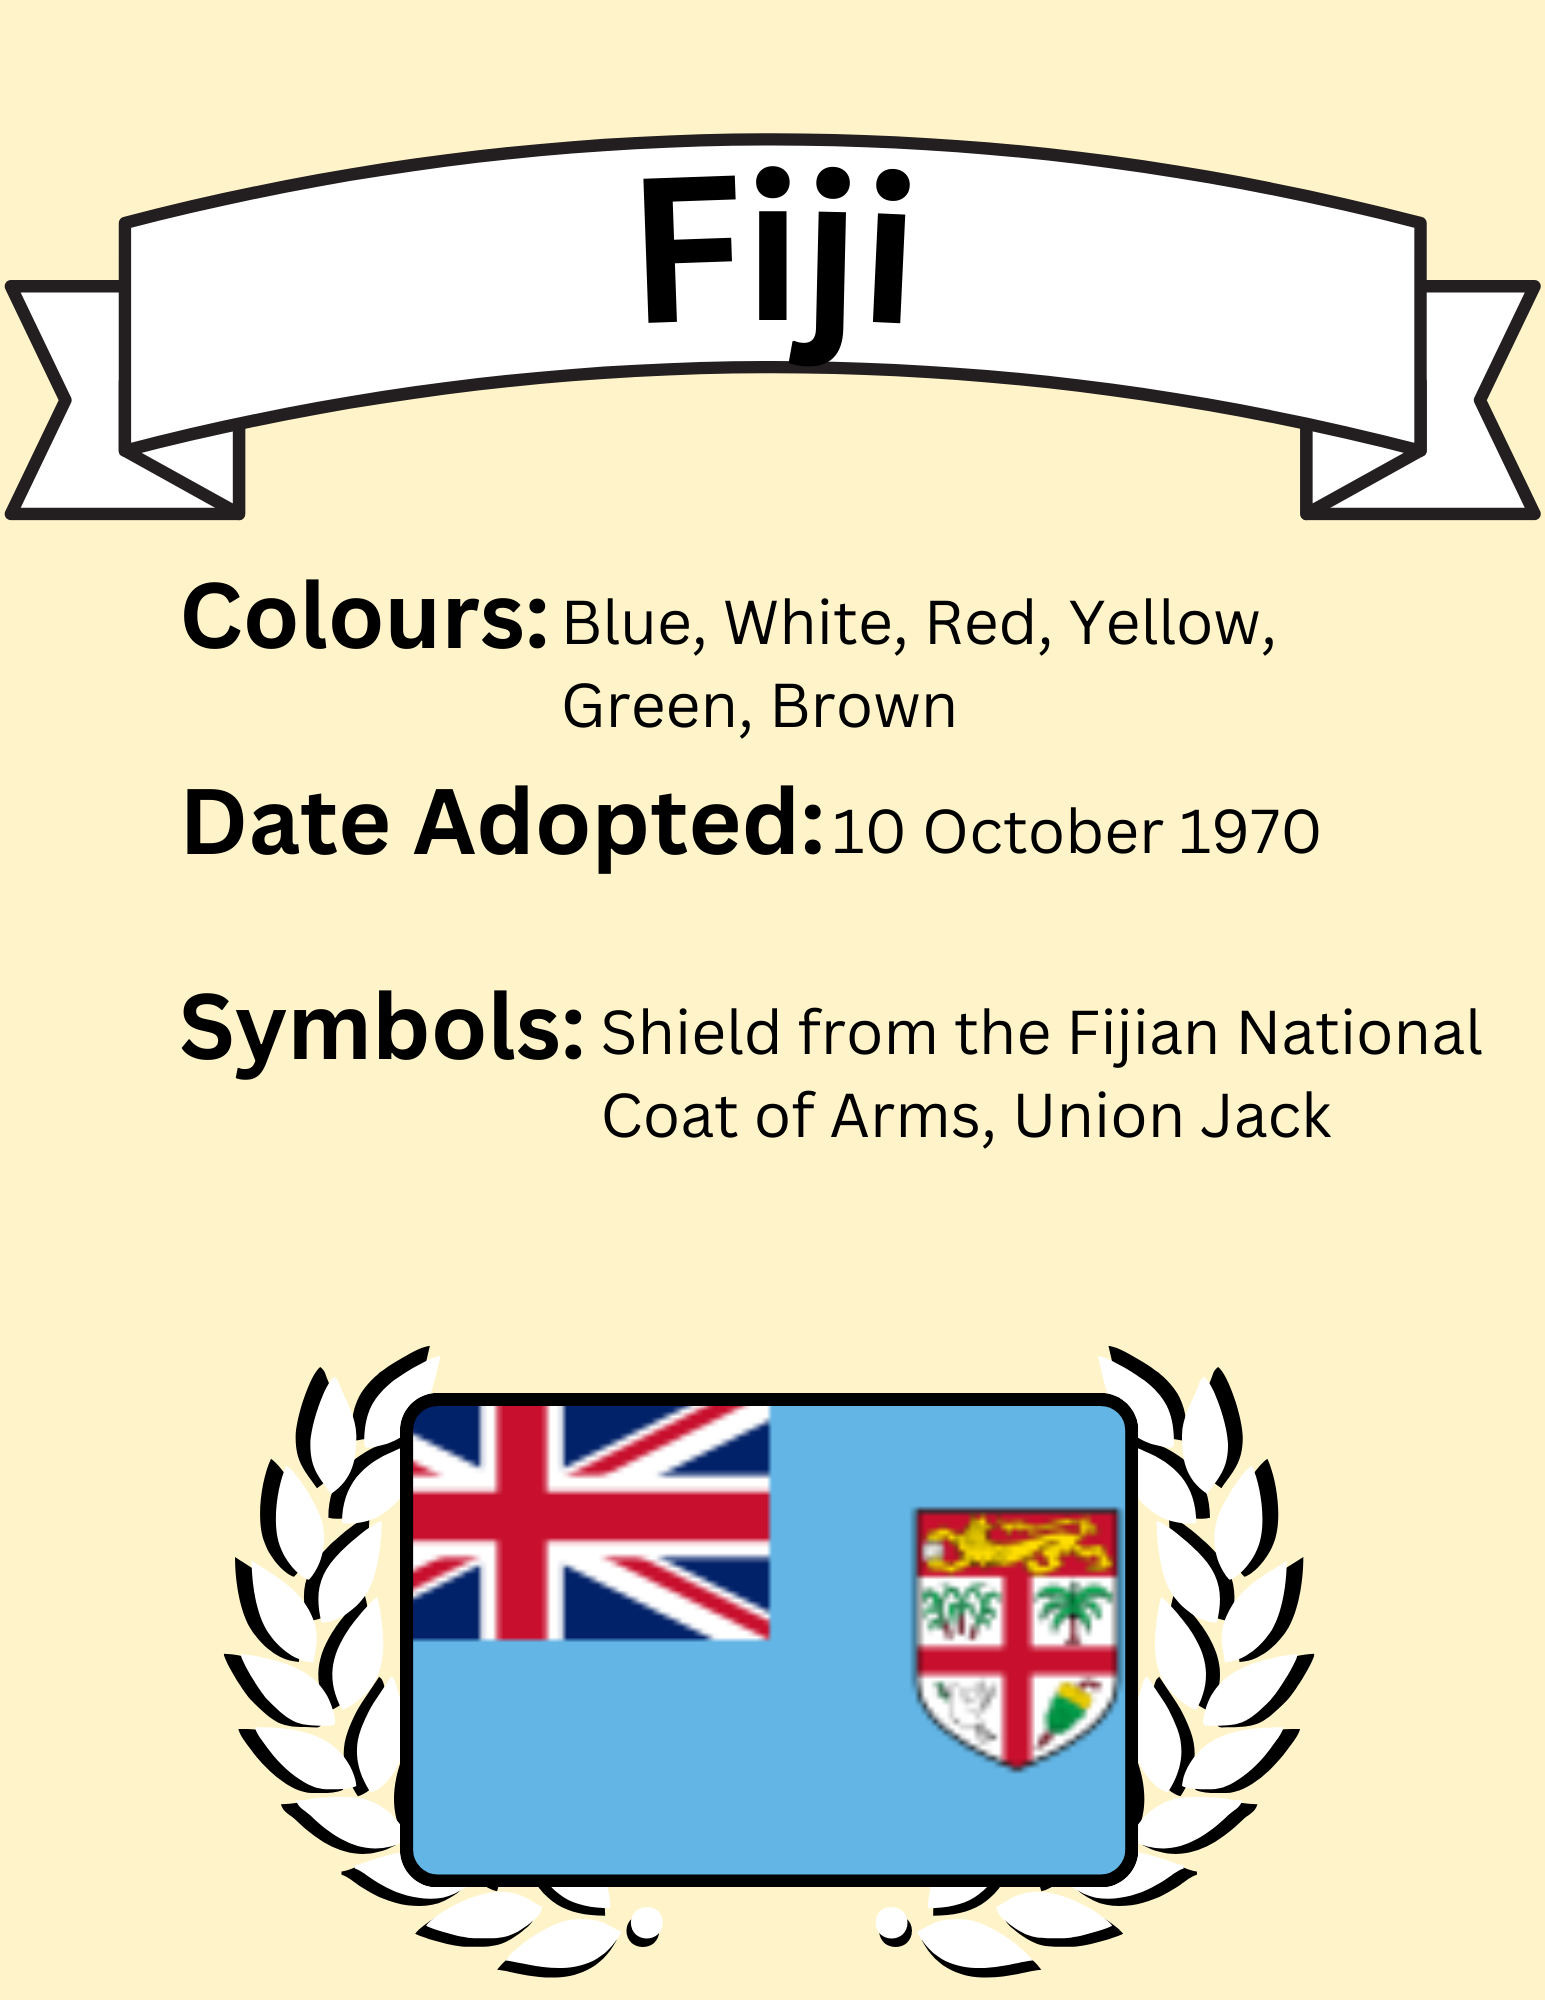 Fiji
Colours: Blue, White, Red, Yellow,
Green, Brown
Date Adopted: 10 October 1970
Symbols: Shield from the Fijian National
Coat of Arms, Union Jack